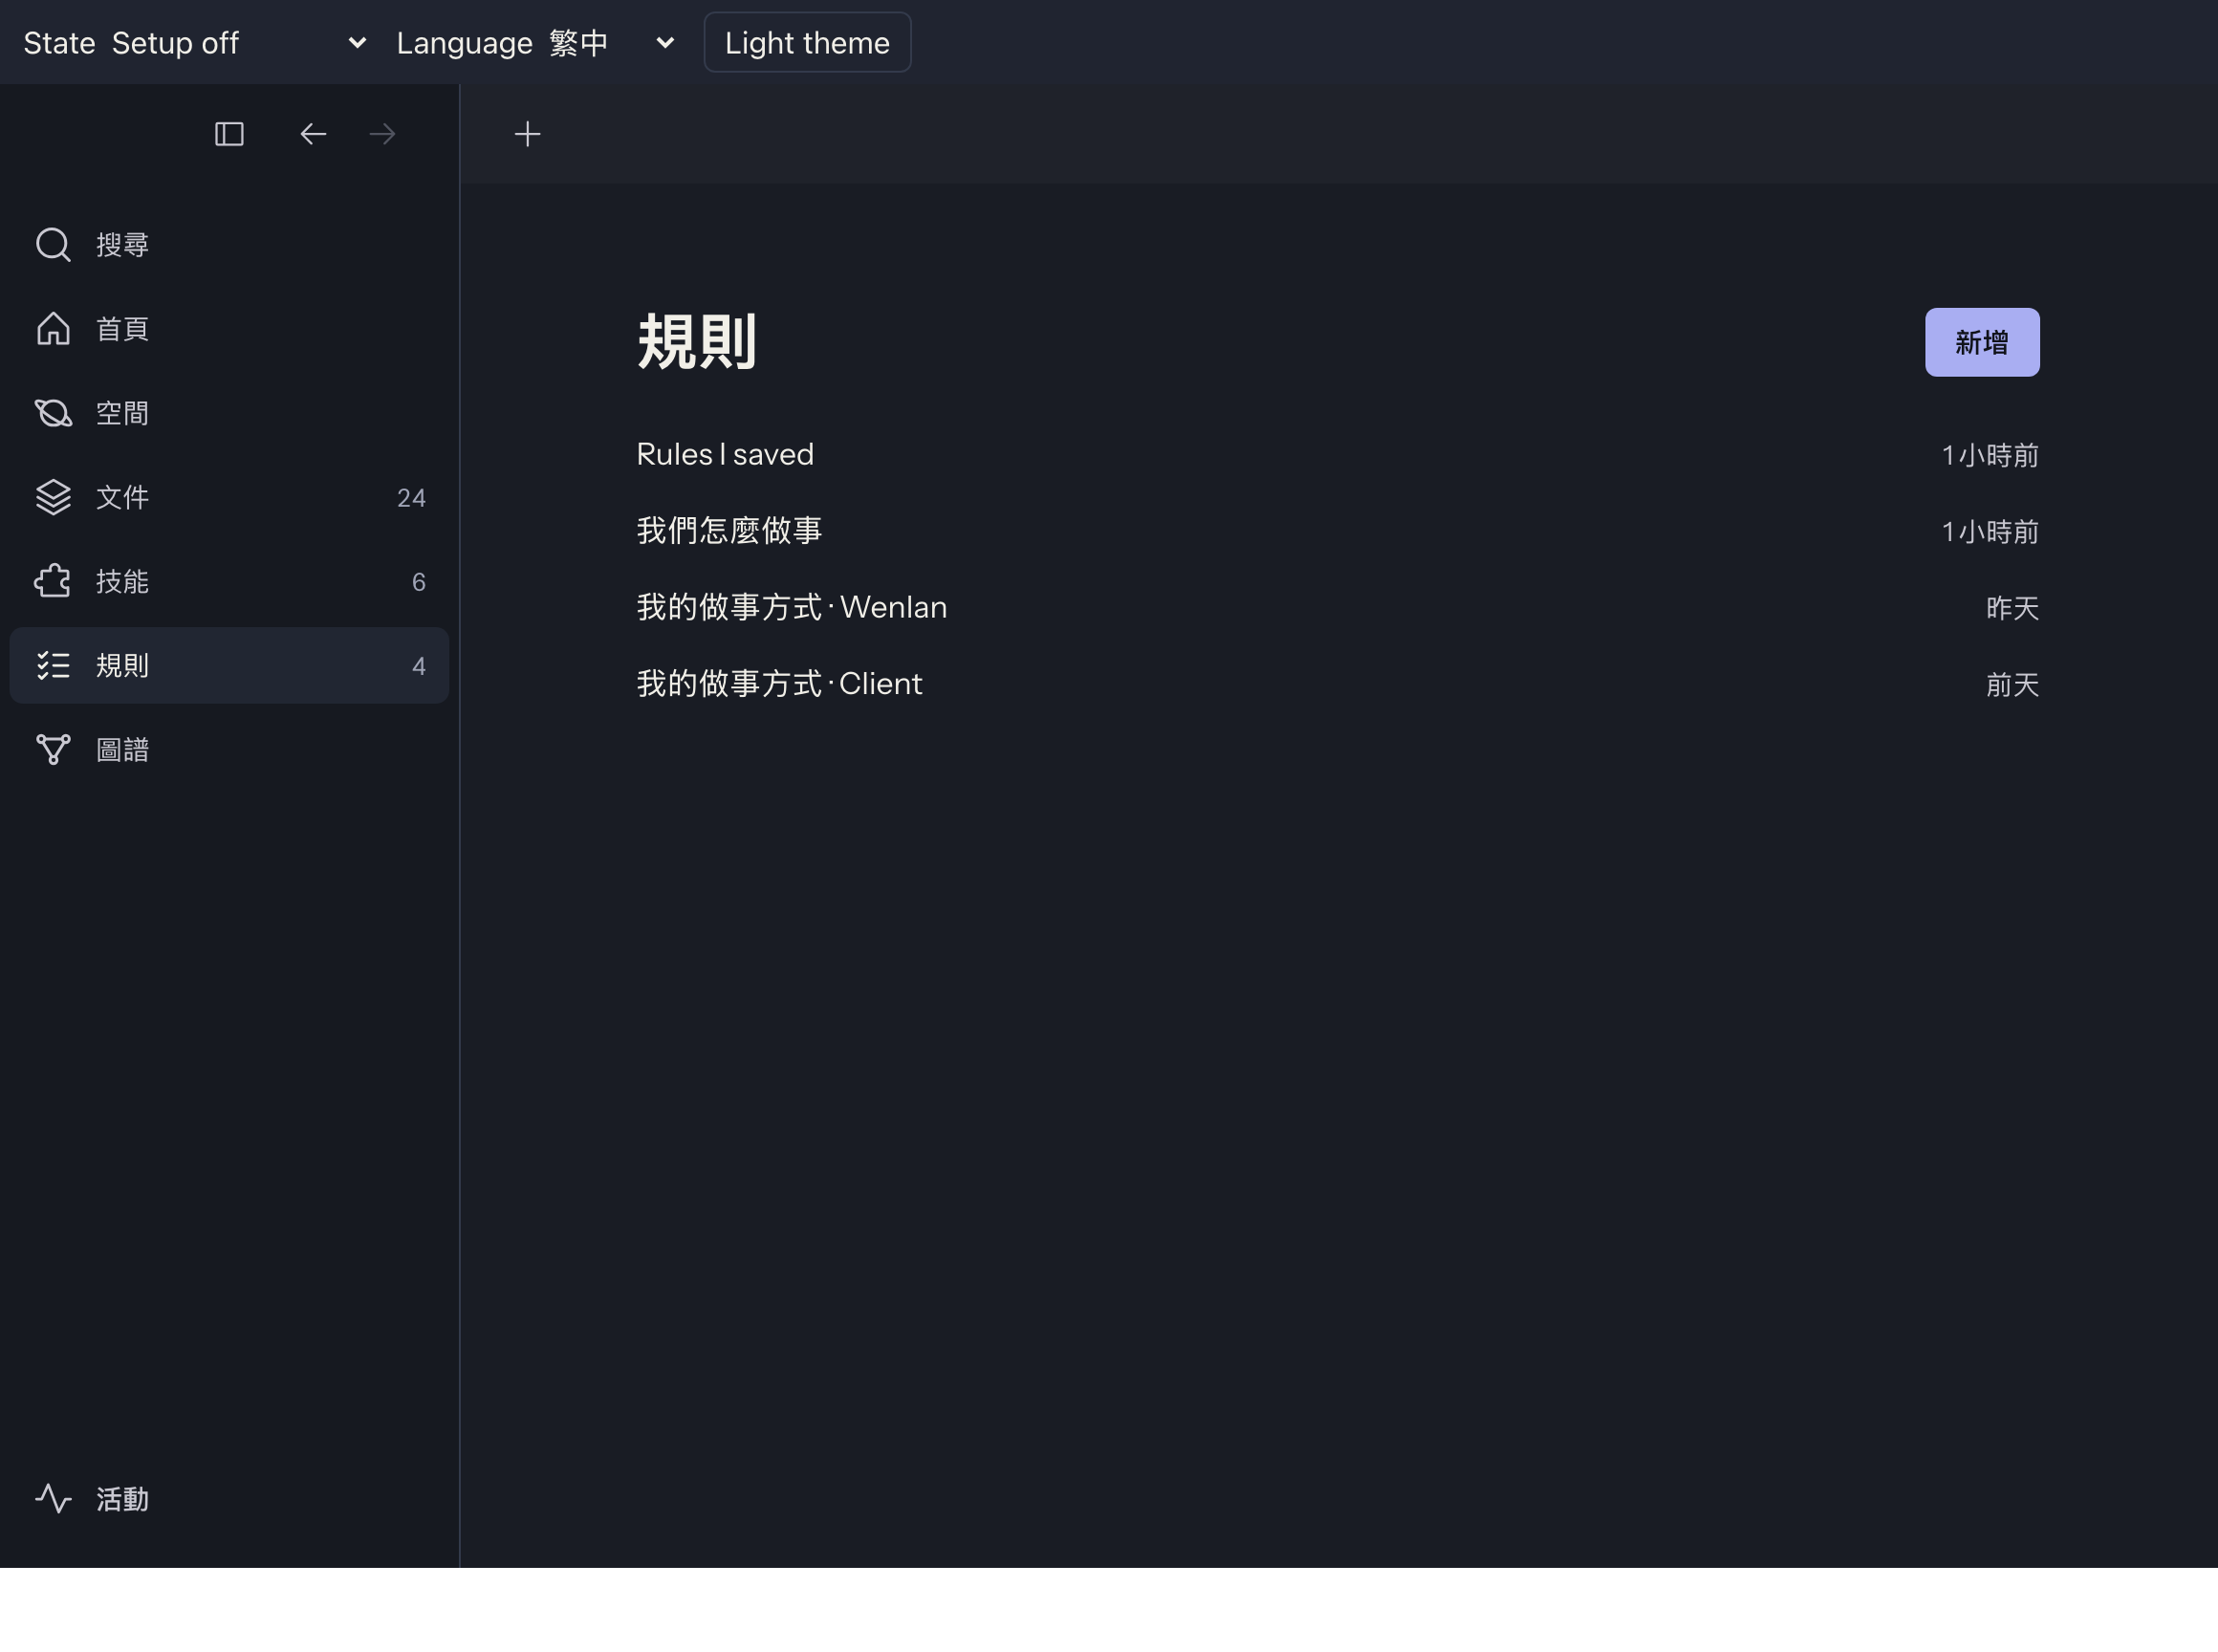 State Setup off Language 繁中 Light theme
搜尋
首頁
空間
文件 24
技能 6
規則 4
圖譜
活動
規則 新增
Rules I saved 1 小時前
我們怎麼做事 1 小時前
我的做事方式 · Wenlan 昨天
我的做事方式 · Client 前天